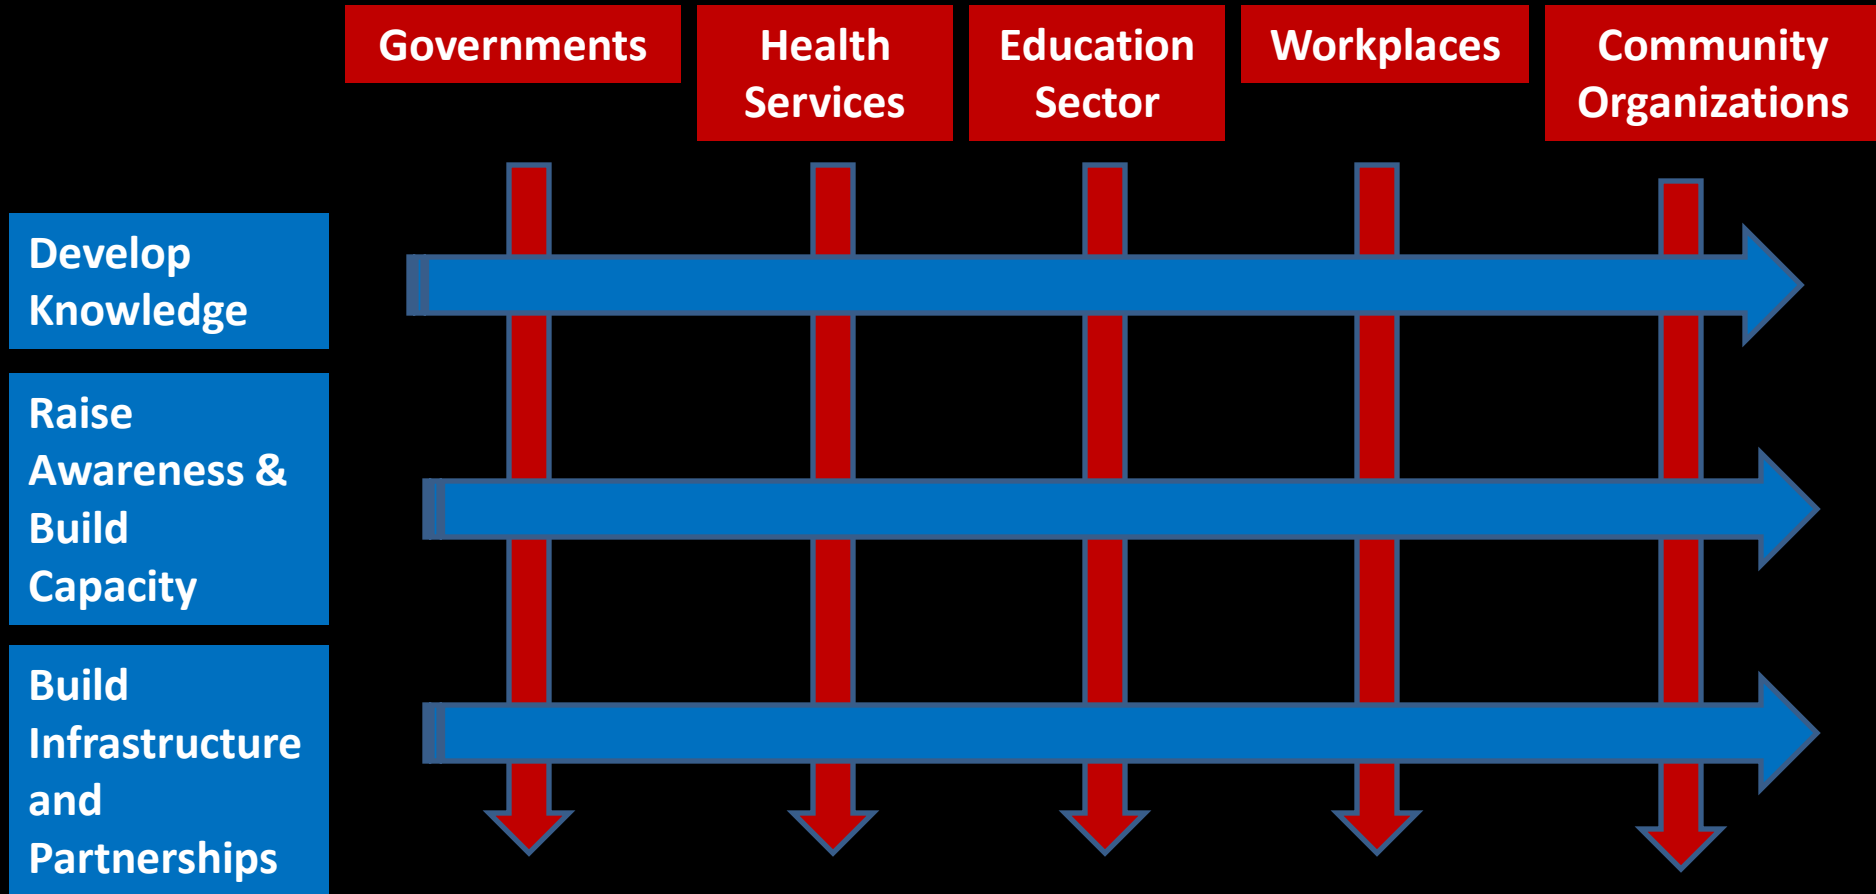 Governments
Health
Services
Education
Sector
Workplaces
Community
Organizations
Develop
Knowledge
Raise
Awareness &
Build
Capacity
Build
Infrastructure
and
Partnerships